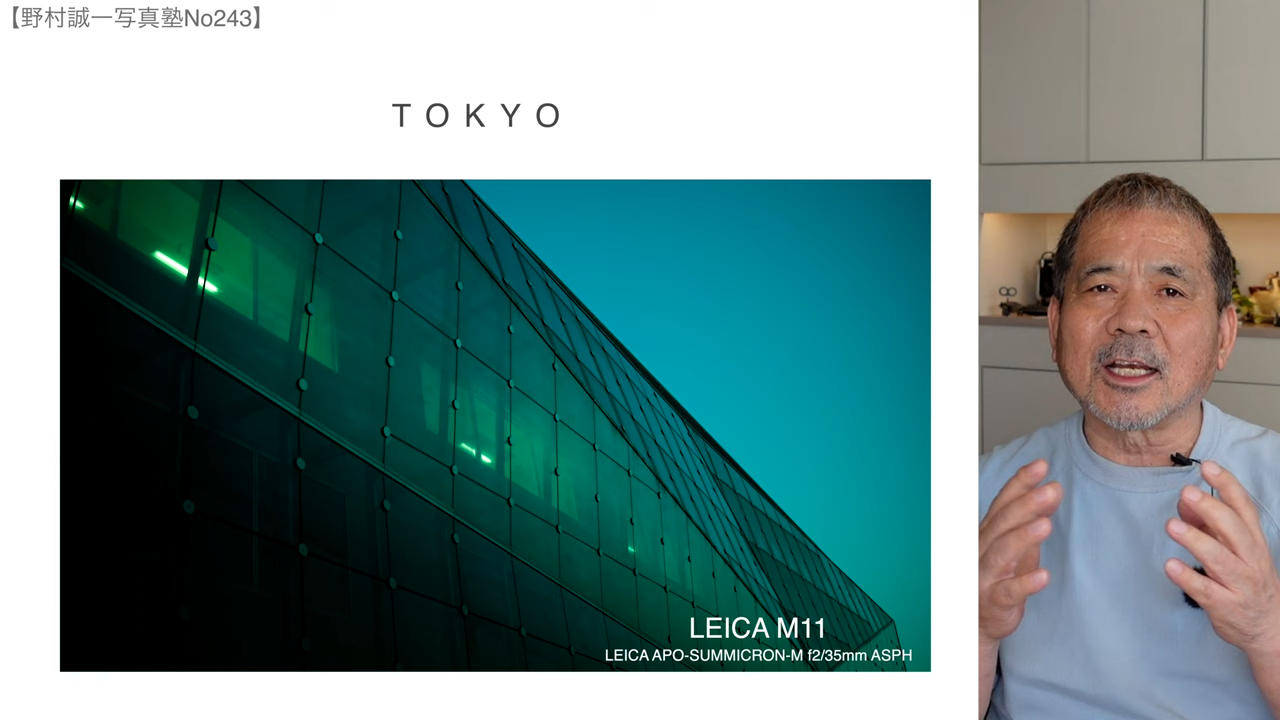 【野村誠一写真塾No243】
TOKYO
LEICA M11
LEICA APO-SUMMICRON-M f2/35mm ASPH